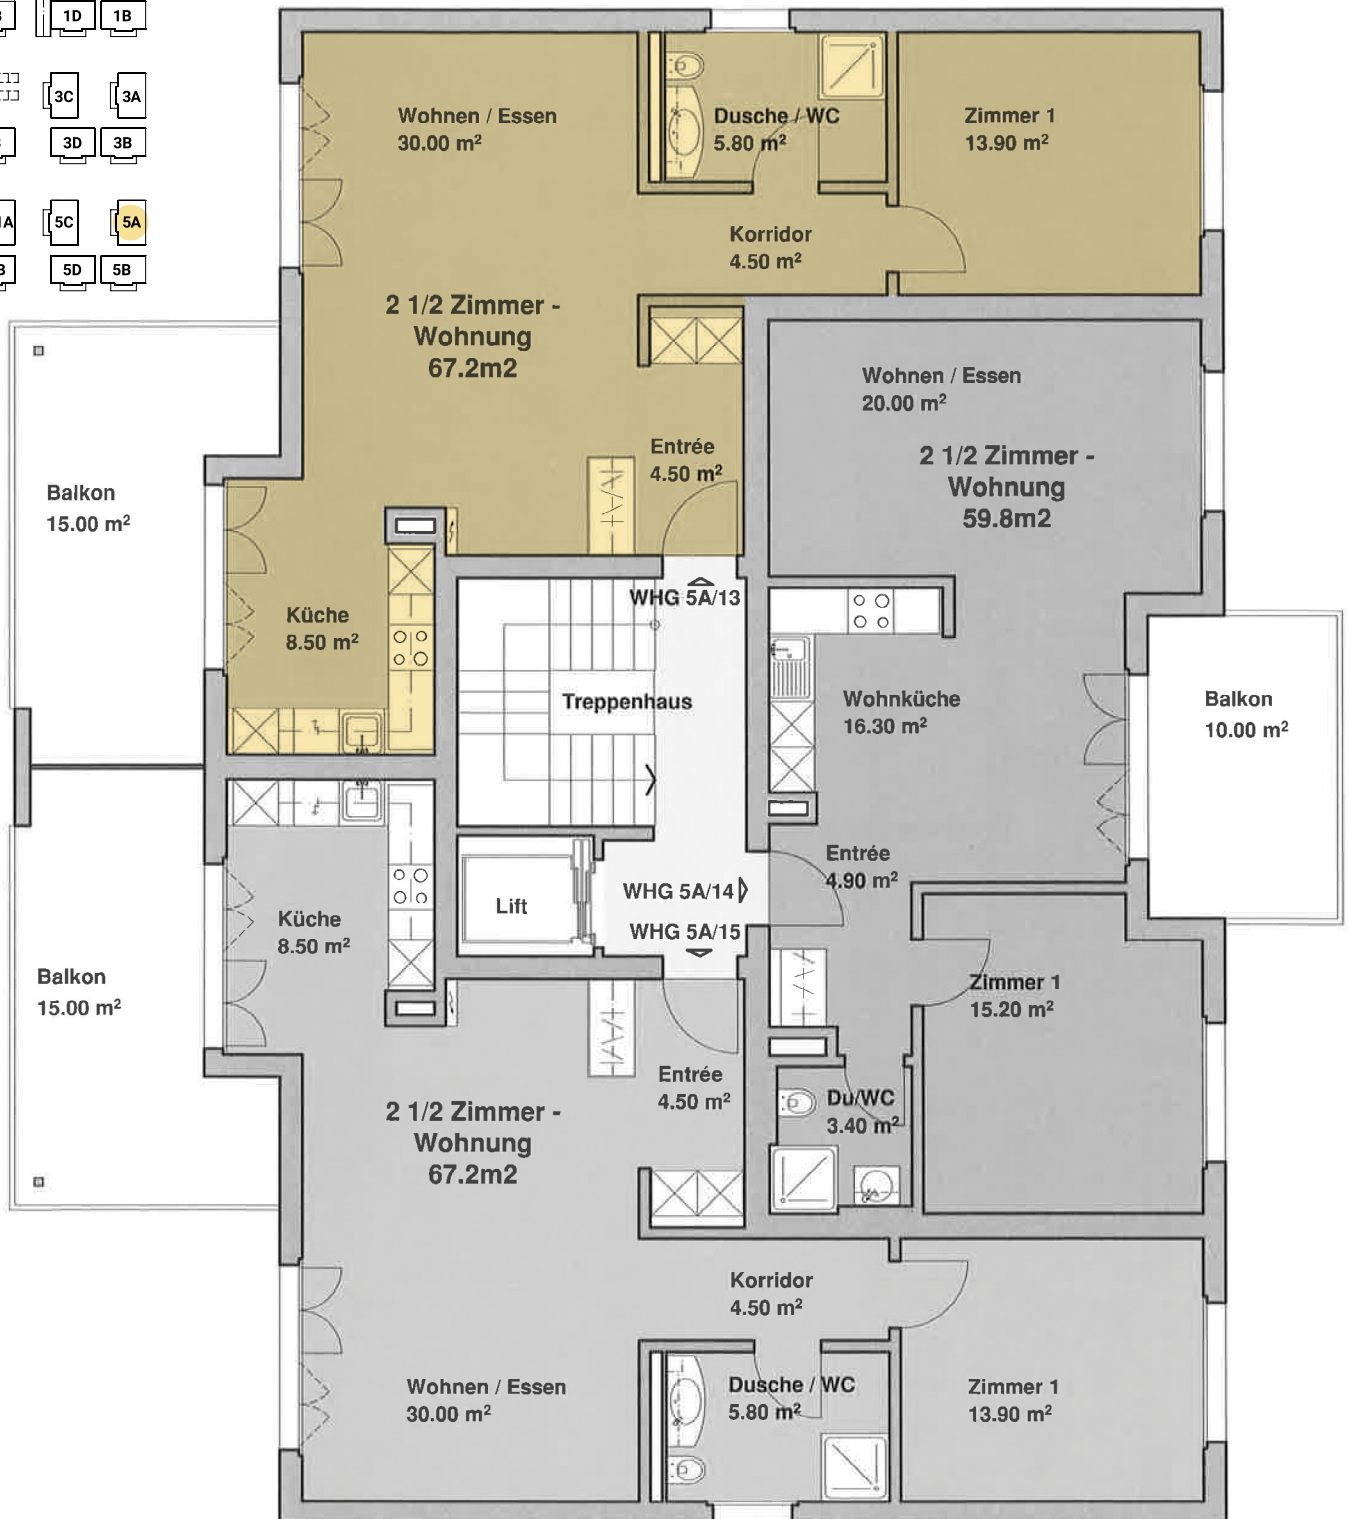 1D
1B
3C
3A
3D
3B
5C
5A
5D
5B
Wohnen / Essen
30.00 m²
Dusche / WC
5.80 m²
Zimmer 1
13.90 m²
Korridor
4.50 m²
2 1/2 Zimmer -
Wohnung
67.2m2
Wohnen / Essen
20.00 m²
Entrée
4.50 m²
2 1/2 Zimmer -
Wohnung
59.8m2
Balkon
15.00 m²
Küche
8.50 m²
WHG 5A/13
Treppenhaus
Wohnküche
16.30 m²
Balkon
10.00 m²
Entrée
4.90 m²
WHG 5A/14
Lift
WHG 5A/15
Küche
8.50 m²
Balkon
15.00 m²
Zimmer 1
15.20 m²
Entrée
4.50 m²
Du/WC
3.40 m²
2 1/2 Zimmer -
Wohnung
67.2m2
Korridor
4.50 m²
Wohnen / Essen
30.00 m²
Dusche / WC
5.80 m²
Zimmer 1
13.90 m²